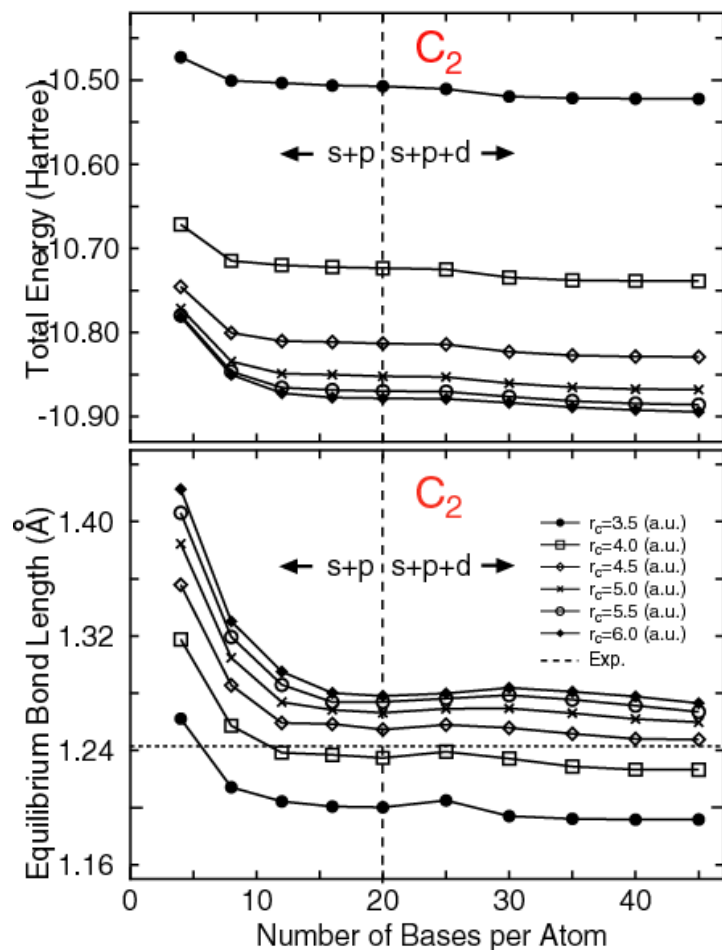 C2
-10.50
-10.60
-10.70
-10.80
-10.90
Total Energy (Hartree)
s+p s+p+d
C2
1.40
1.32
1.24
1.16
Equilibrium Bond Length (Å)
s+p s+p+d
rc=3.5 (a.u.)
rc=4.0 (a.u.)
rc=4.5 (a.u.)
rc=5.0 (a.u.)
rc=5.5 (a.u.)
rc=6.0 (a.u.)
Exp.
0 10 20 30 40
Number of Bases per Atom